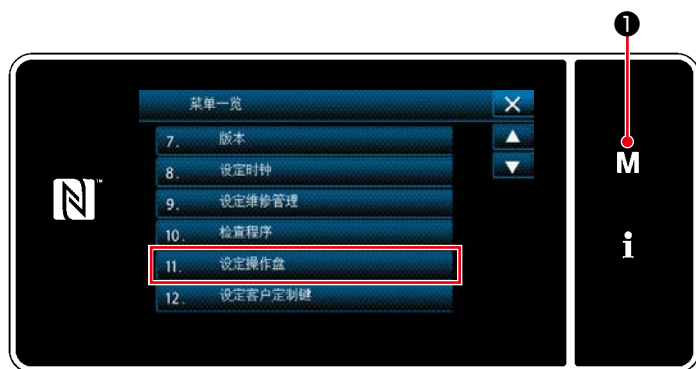 ❶
菜单一览
7. 版本
8. 设定时钟
9. 设定维修管理
10. 检查程序
11. 设定操作盘
12. 设定客户定制键
M
i
N